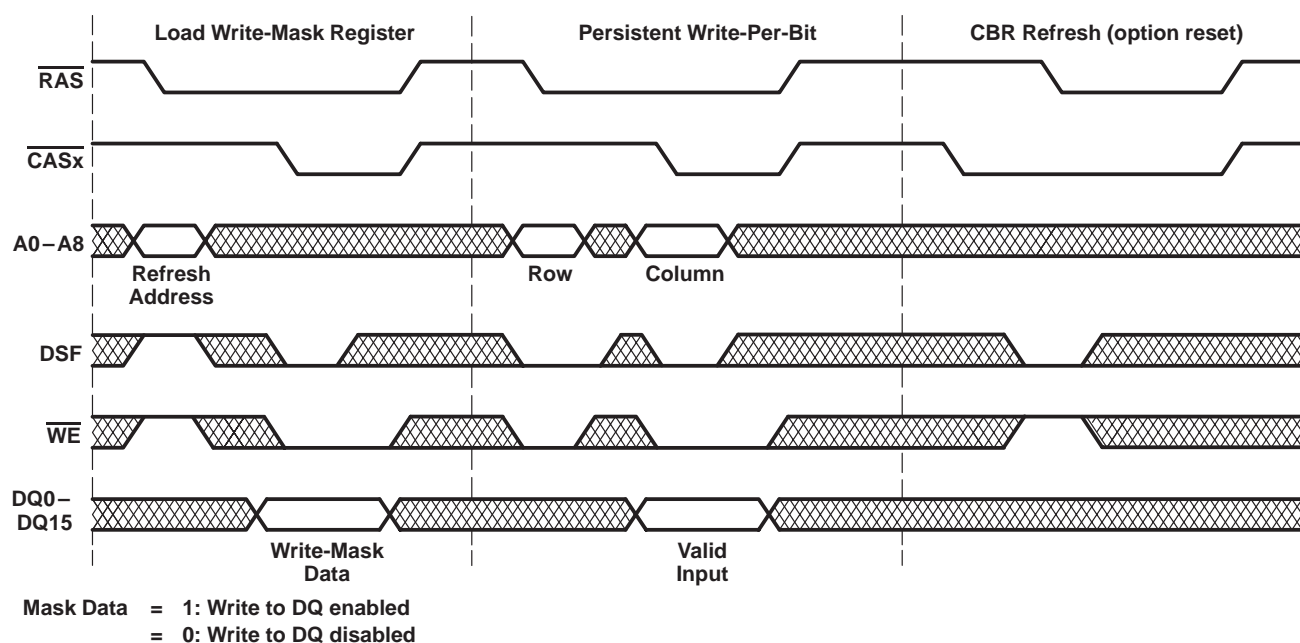 Load Write-Mask Register
Persistent Write-Per-Bit
CBR Refresh (option reset)
RAS
CASx
A0–A8
Refresh
Address
Row
Column
DSF
WE
DQ0–
DQ15
Write-Mask
Data
Valid
Input
Mask Data = 1: Write to DQ enabled
= 0: Write to DQ disabled